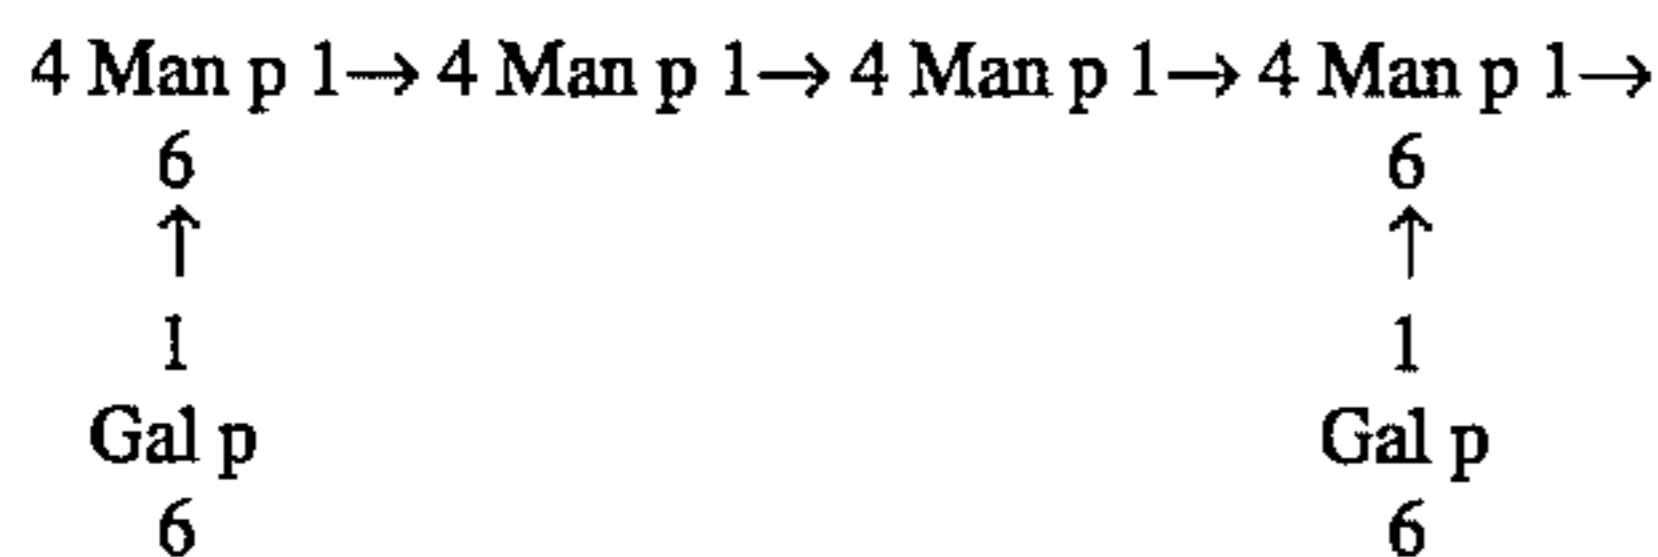 4 Man p 1→ 4 Man p 1→ 4 Man p 1→ 4 Man p 1→
6 6
↑ ↑
1 1
Gal p Gal p
6 6